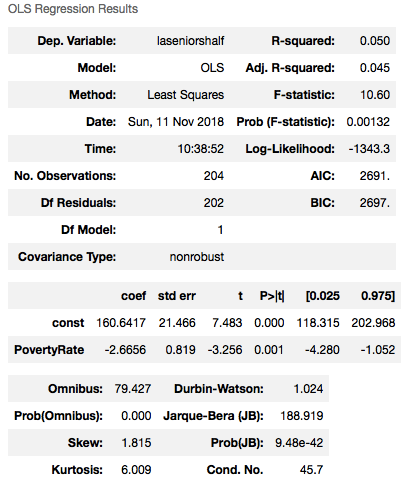 OLS Regression Results
Dep. Variable: laseniorshalf R-squared: 0.050
Model: OLS Adj. R-squared: 0.045
Method: Least Squares F-statistic: 10.60
Date: Sun, 11 Nov 2018 Prob (F-statistic): 0.00132
Time: 10:38:52 Log-Likelihood: -1343.3
No. Observations: 204 AIC: 2691.
Df Residuals: 202 BIC: 2697.
Df Model: 1
Covariance Type: nonrobust
coef std err t P>|t| [0.025 0.975]
const 160.6417 21.466 7.483 0.000 118.315 202.968
PovertyRate -2.6656 0.819 -3.256 0.001 -4.280 -1.052
Omnibus: 79.427 Durbin-Watson: 1.024
Prob(Omnibus): 0.000 Jarque-Bera (JB): 188.919
Skew: 1.815 Prob(JB): 9.48e-42
Kurtosis: 6.009 Cond. No. 45.7